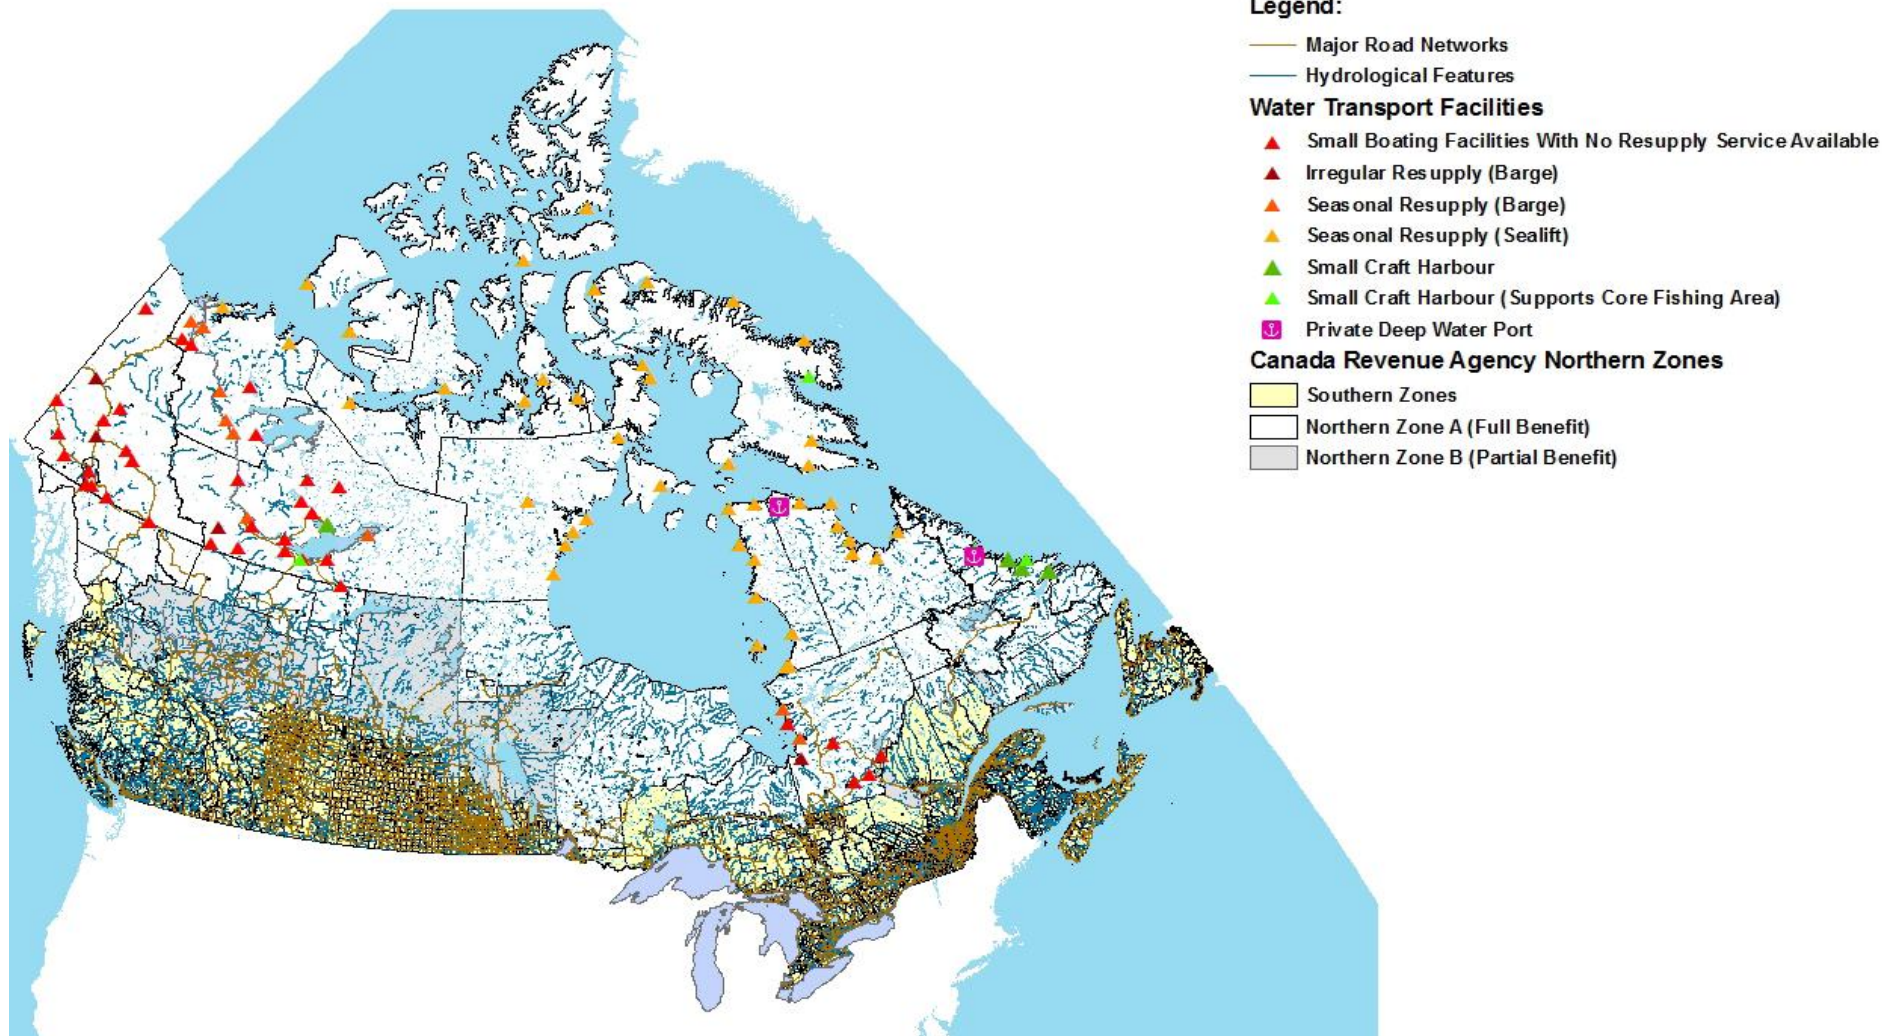 Legend:
Major Road Networks
Hydrological Features
Water Transport Facilities
Small Boating Facilities With No Resupply Service Available
Irregular Resupply (Barge)
Seasonal Resupply (Barge)
Seasonal Resupply (Sealift)
Small Craft Harbour
Small Craft Harbour (Supports Core Fishing Area)
Private Deep Water Port
Canada Revenue Agency Northern Zones
Southern Zones
Northern Zone A (Full Benefit)
Northern Zone B (Partial Benefit)